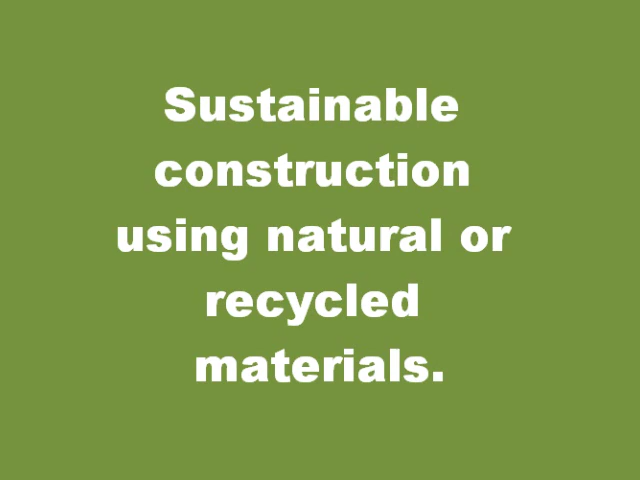 Sustainable
construction
using natural or
recycled
materials.